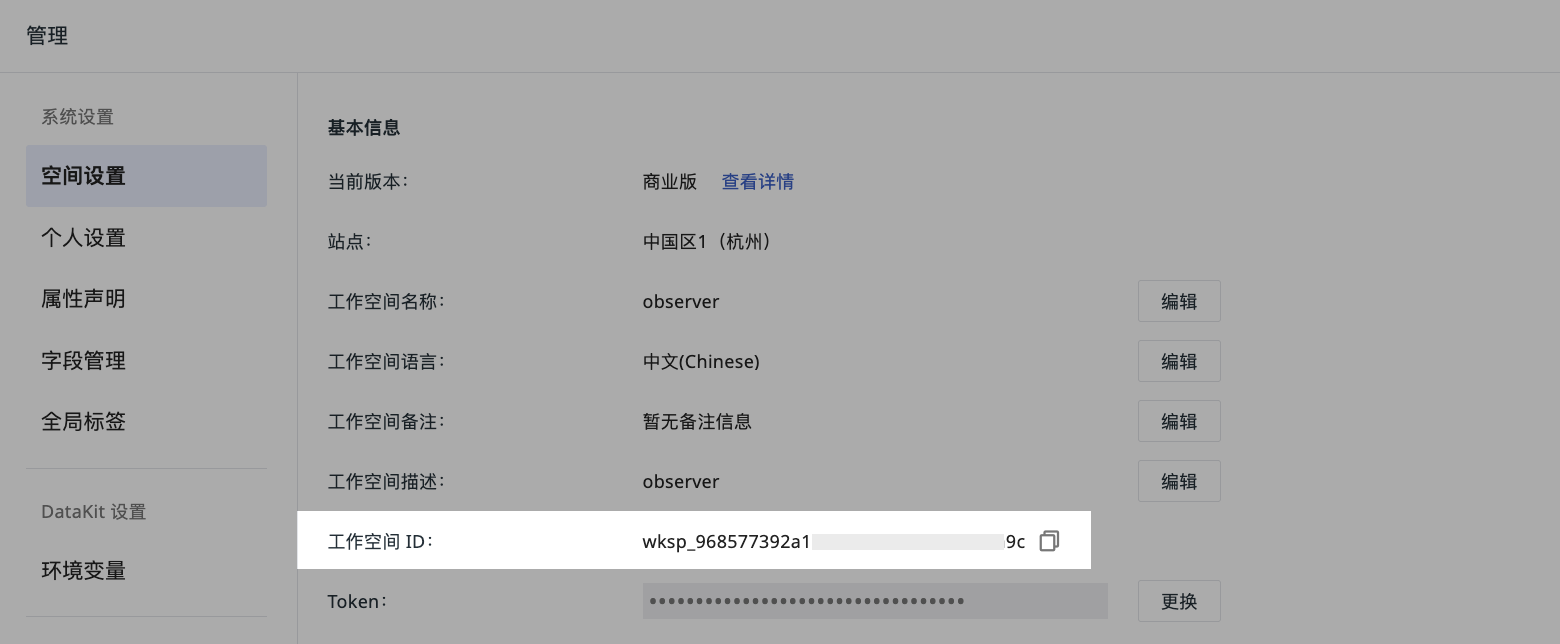 管理
系统设置
空间设置
个人设置
属性声明
字段管理
全局标签
DataKit 设置
环境变量
基本信息
当前版本： 商业版 查看详情
站点： 中国区1（杭州）
工作空间名称： observer 编辑
工作空间语言： 中文(Chinese) 编辑
工作空间备注： 暂无备注信息 编辑
工作空间描述： observer 编辑
工作空间 ID： wksp_968577392a1 9c
Token： •••••••••••••••••••••••••••••••••• 更换